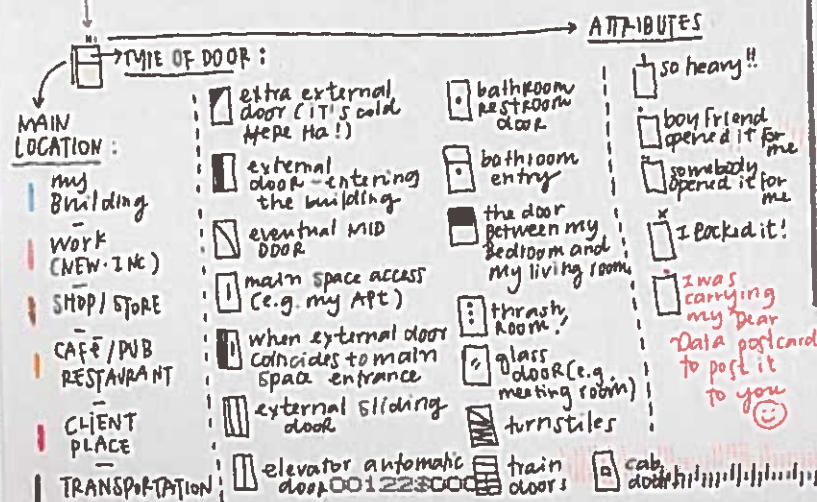 ATTRIBUTES
TYPE OF DOOR :
MAIN
LOCATION :
my
Building
WORK
(NEW.INC)
SHOP / STORE
CAFÉ / PUB
RESTAURANT
CLIENT
PLACE
TRANSPORTATION
extra external
door (iT'S cold
HERE Ha!)
external
door - entering
the building
eventual MID
DOOR
main space access
(e.g. my APt)
when external door
coincides to main
space entrance
external sliding
door
elevator automatic
door
bathroom
RESTROOM
door
bathroom
entry
the door
Between my
Bedroom and
my living room
thrash
ROOM!
glass
dooR (e.g.
meeting room)
turnstiles
train
doors
cab
so heavy!!
boyfriend
opened it for
me
somebody
opened it for
me
I locked it!
I was
carrying
my Dear
Data postcard
to post it
to you